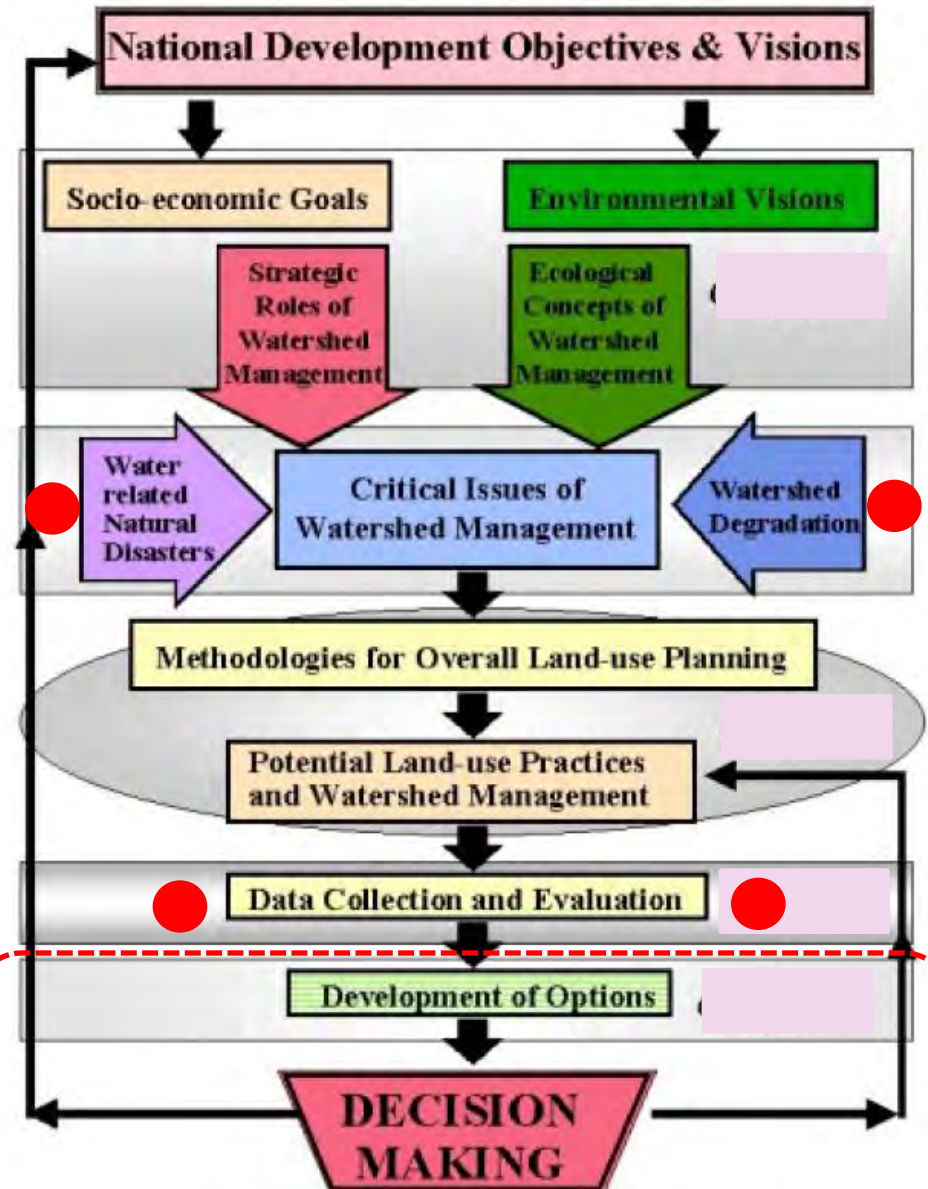 National Development Objectives & Visions
Socio-economic Goals
Environmental Visions
Strategic
Roles of
Watershed
Management
Ecological
Concepts of
Watershed
Management
Water
related
Natural
Disasters
Critical Issues of
Watershed Management
Watershed
Degradation
Methodologies for Overall Land-use Planning
Potential Land-use Practices
and Watershed Management
Data Collection and Evaluation
Development of Options
DECISION
MAKING